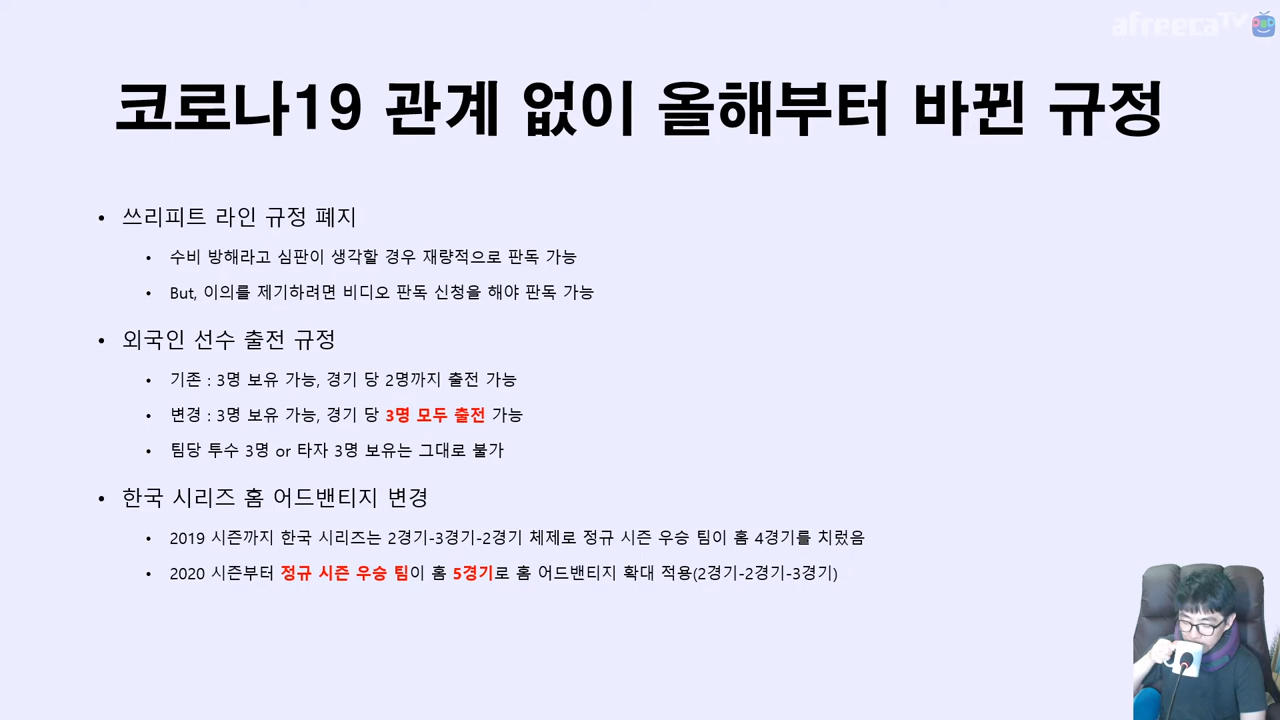 afreecaTV
코로나19 관계 없이 올해부터 바뀐 규정
• 쓰리피트 라인 규정 폐지
• 수비 방해라고 심판이 생각할 경우 재량적으로 판독 가능
• But, 이의를 제기하려면 비디오 판독 신청을 해야 판독 가능
• 외국인 선수 출전 규정
• 기존 : 3명 보유 가능, 경기 당 2명까지 출전 가능
• 변경 : 3명 보유 가능, 경기 당 3명 모두 출전 가능
• 팀당 투수 3명 or 타자 3명 보유는 그대로 불가
• 한국 시리즈 홈 어드밴티지 변경
• 2019 시즌까지 한국 시리즈는 2경기-3경기-2경기 체제로 정규 시즌 우승 팀이 홈 4경기를 치렀음
• 2020 시즌부터 정규 시즌 우승 팀이 홈 5경기로 홈 어드밴티지 확대 적용(2경기-2경기-3경기)